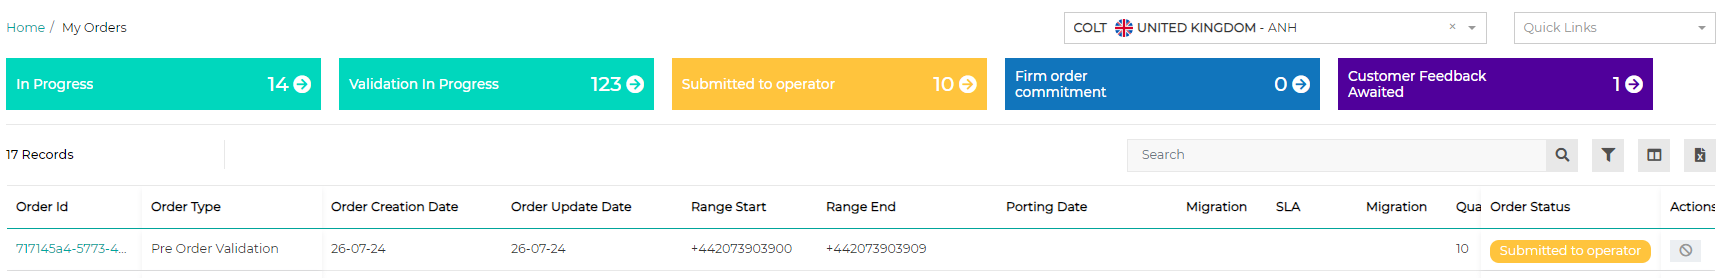 Home / My Orders
COLT UNITED KINGDOM - ANH ×
Quick Links
In Progress 14
Validation In Progress 123
Submitted to operator 10
Firm order
commitment 0
Customer Feedback
Awaited 1
17 Records
Search
Order Id Order Type Order Creation Date Order Update Date Range Start Range End Porting Date Migration SLA Migration Qua Order Status Actions
717145a4-5773-4... Pre Order Validation 26-07-24 26-07-24 +442073903900 +442073903909 10 Submitted to operator